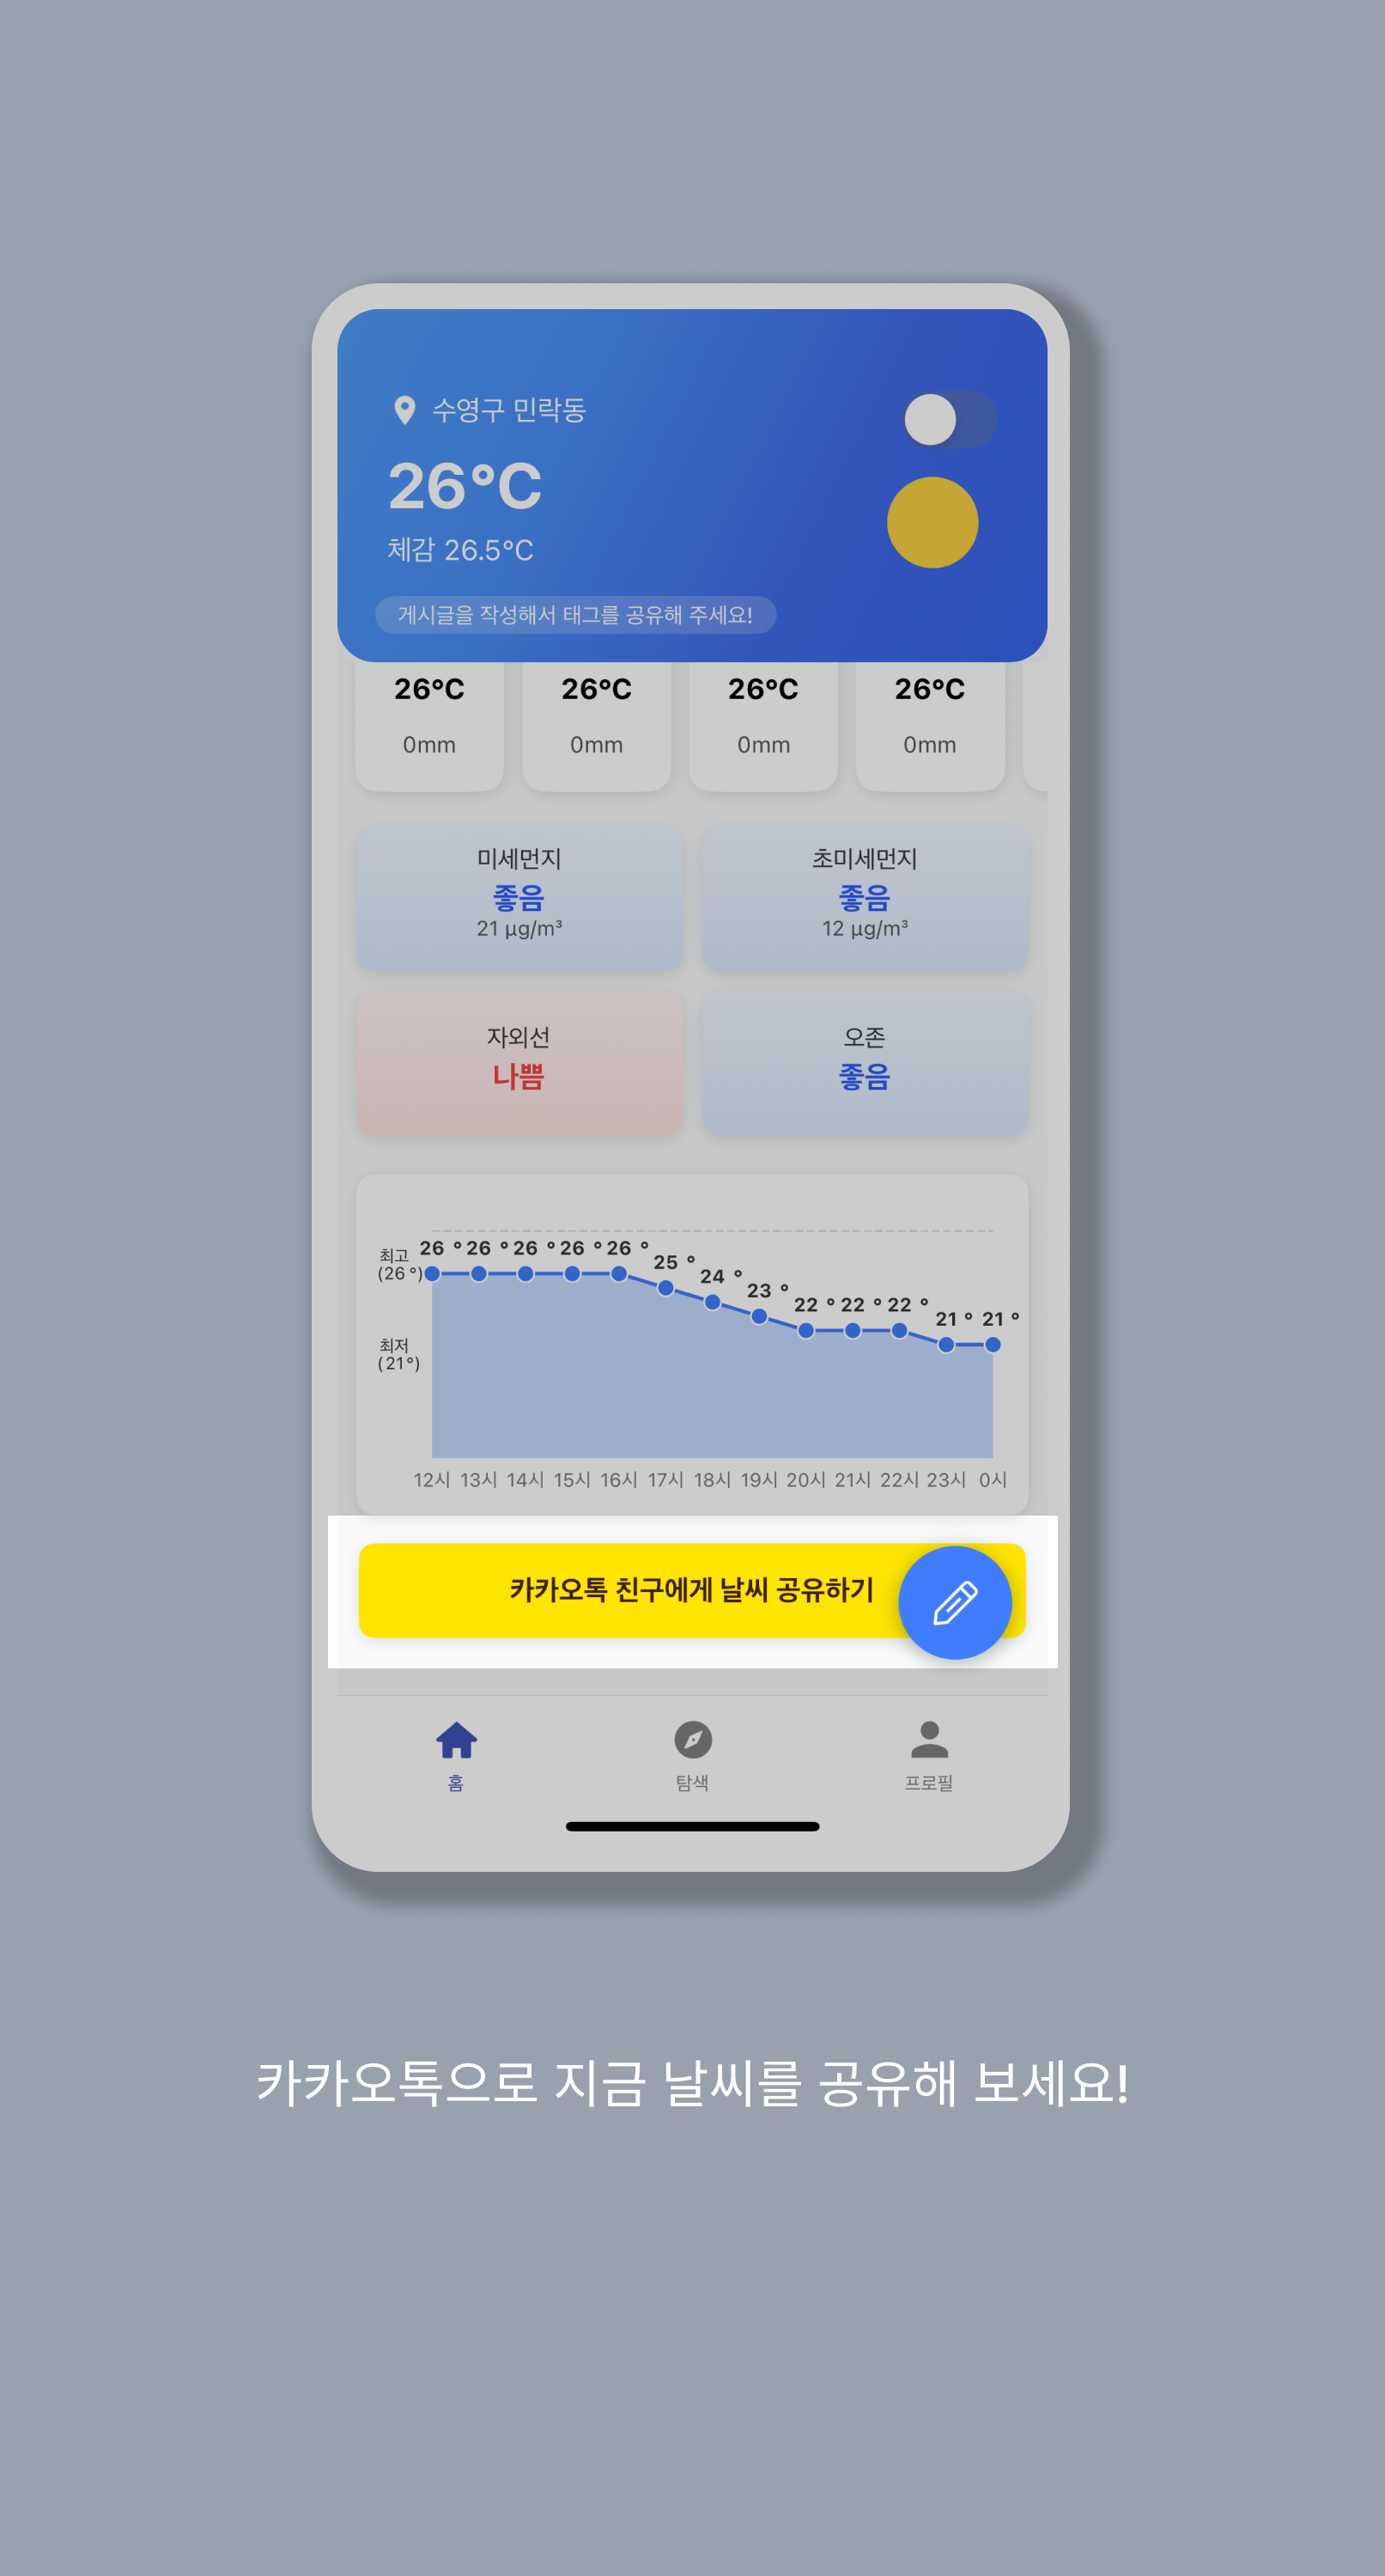 수영구 민락동
26°C
체감 26.5°C
게시글을 작성해서 태그를 공유해 주세요!
26°C 26°C 26°C 26°C
0mm 0mm 0mm 0mm
미세먼지
좋음
21 µg/m³
초미세먼지
좋음
12 µg/m³
자외선
나쁨
오존
좋음
최고
(26°)
26 ° 26 ° 26 ° 26 ° 26 ° 25 ° 24 ° 23 ° 22 ° 22 ° 22 ° 21 ° 21 °
최저
(21°)
12시 13시 14시 15시 16시 17시 18시 19시 20시 21시 22시 23시 0시
카카오톡 친구에게 날씨 공유하기
홈 탐색 프로필
카카오톡으로 지금 날씨를 공유해 보세요!